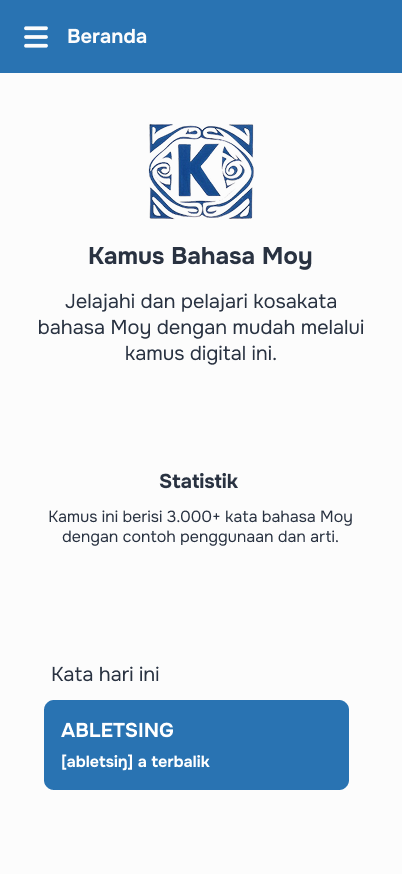 Beranda
K
Kamus Bahasa Moy
Jelajahi dan pelajari kosakata
bahasa Moy dengan mudah melalui
kamus digital ini.
Statistik
Kamus ini berisi 3.000+ kata bahasa Moy
dengan contoh penggunaan dan arti.
Kata hari ini
ABLETSING
[abletsiŋ] a terbalik